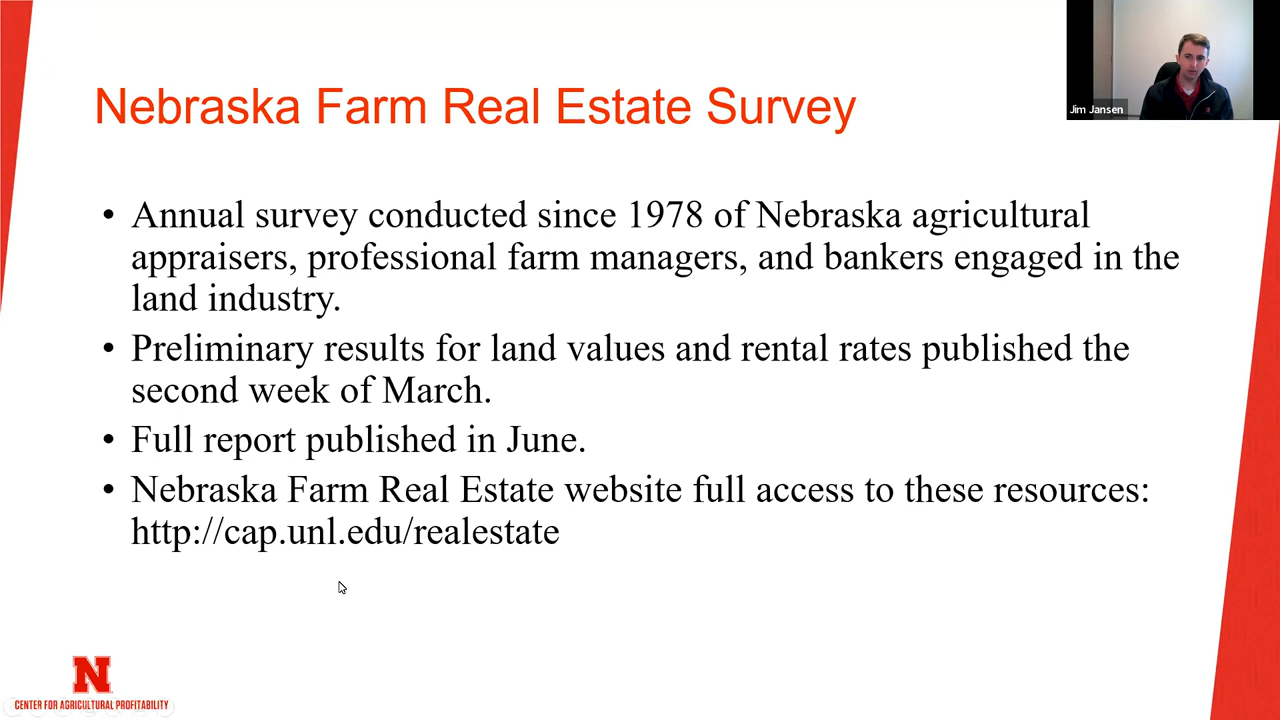 Nebraska Farm Real Estate Survey
Jim Jansen
• Annual survey conducted since 1978 of Nebraska agricultural
appraisers, professional farm managers, and bankers engaged in the
land industry.
• Preliminary results for land values and rental rates published the
second week of March.
• Full report published in June.
• Nebraska Farm Real Estate website full access to these resources:
http://cap.unl.edu/realestate
N
CENTER FOR AGRICULTURAL PROFITABILITY